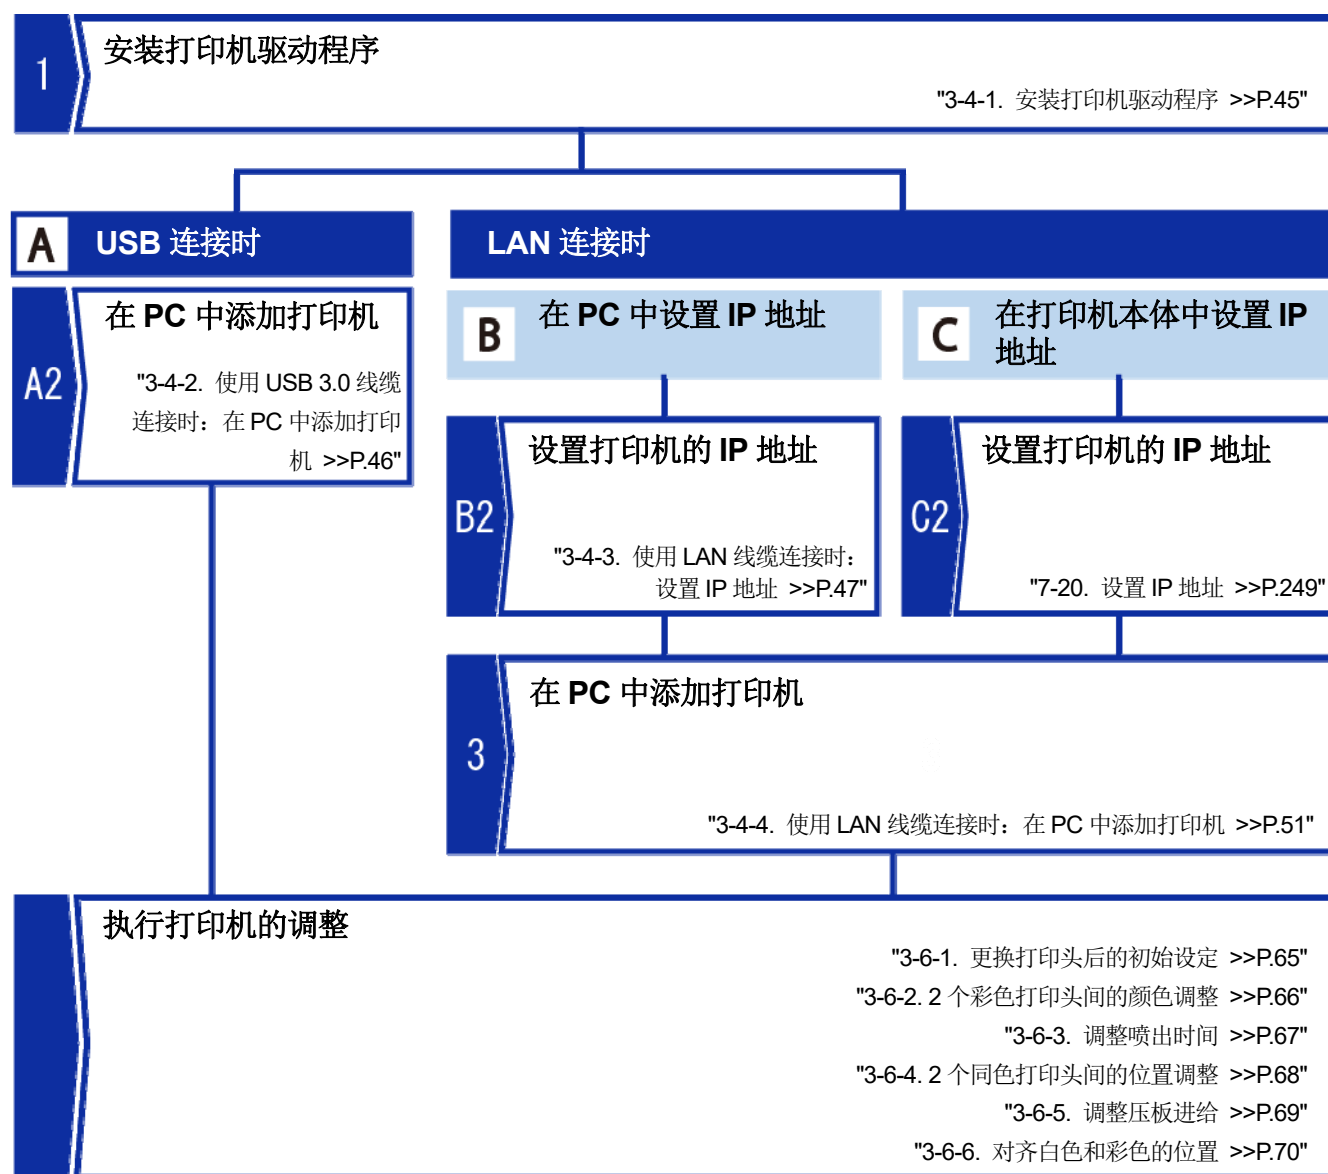 1
安装打印机驱动程序
"3-4-1. 安装打印机驱动程序 >>P.45"
A
USB 连接时
LAN 连接时
A2
在 PC 中添加打印机
"3-4-2. 使用 USB 3.0 线缆
连接时：在 PC 中添加打印
机 >>P.46"
B
在 PC 中设置 IP 地址
C
在打印机本体中设置 IP
地址
B2
设置打印机的 IP 地址
"3-4-3. 使用 LAN 线缆连接时：
设置 IP 地址 >>P.47"
C2
设置打印机的 IP 地址
"7-20. 设置 IP 地址 >>P.249"
3
在 PC 中添加打印机
"3-4-4. 使用 LAN 线缆连接时：在 PC 中添加打印机 >>P.51"
执行打印机的调整
"3-6-1. 更换打印头后的初始设定 >>P.65"
"3-6-2. 2 个彩色打印头间的颜色调整 >>P.66"
"3-6-3. 调整喷出时间 >>P.67"
"3-6-4. 2 个同色打印头间的位置调整 >>P.68"
"3-6-5. 调整压板进给 >>P.69"
"3-6-6. 对齐白色和彩色的位置 >>P.70"